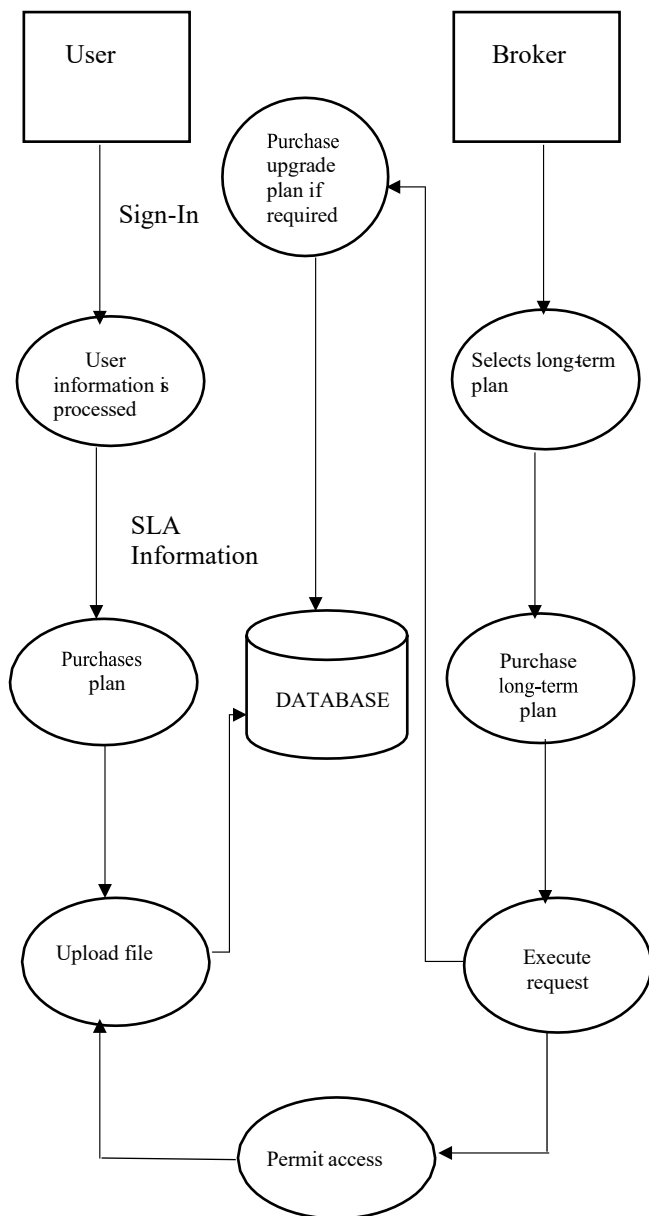 User
Broker
Purchase
upgrade
plan if
required
Sign-In
User
information is
processed
Selects long-term
plan
SLA
Information
Purchases
plan
DATABASE
Purchase
long-term
plan
Upload file
Execute
request
Permit access